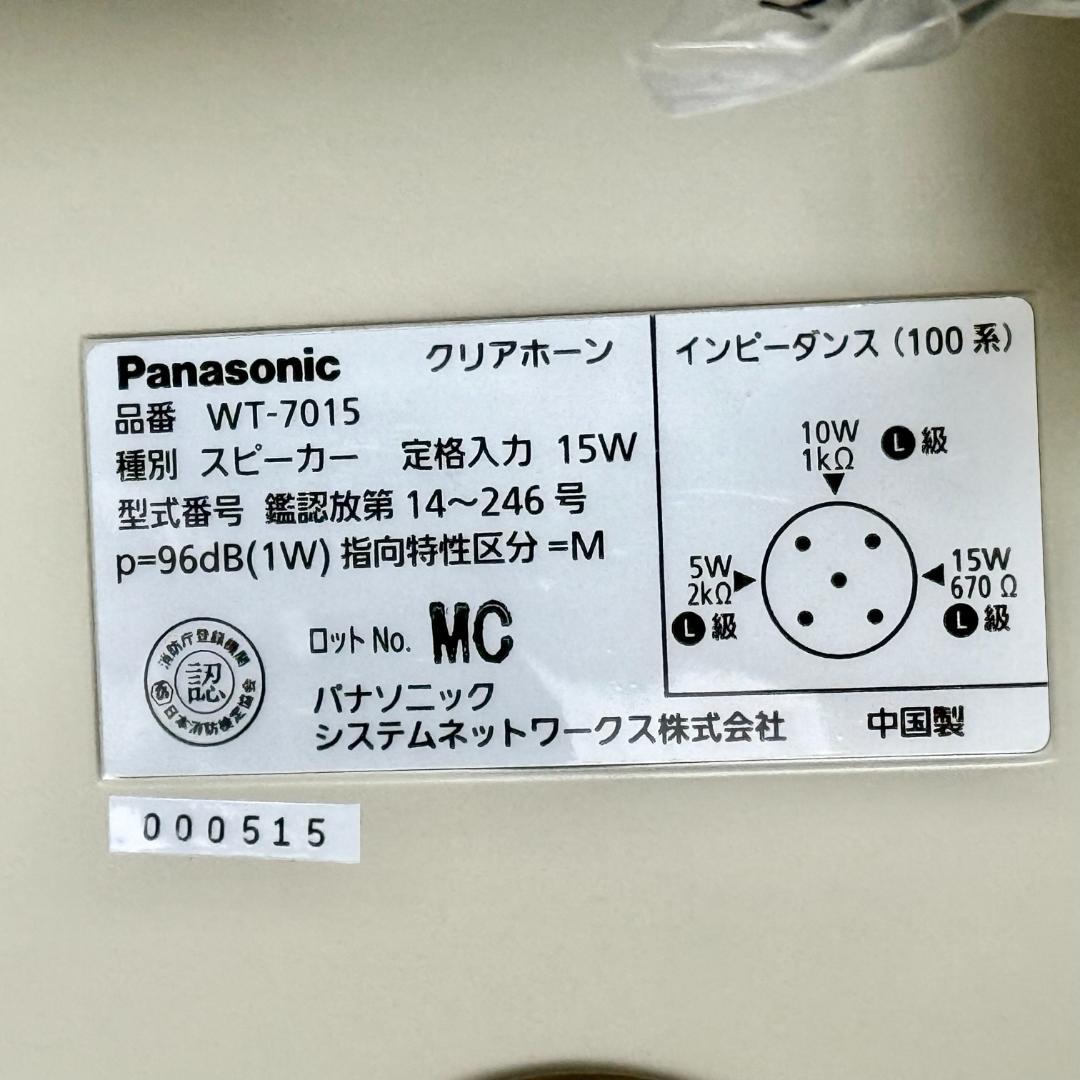 Panasonic クリアホーン
品番 WT-7015
種別 スピーカー 定格入力 15W
型式番号 鑑認放第 14～246 号
p=96dB(1W) 指向特性区分 =M
ロット No. MC
パナソニック
システムネットワークス株式会社
中国製
消防庁登録機関
認
日本消防検定協会
インピーダンス (100 系)
10W
1kΩ
L 級
5W
2kΩ
L 級
15W
670 Ω
L 級
000515